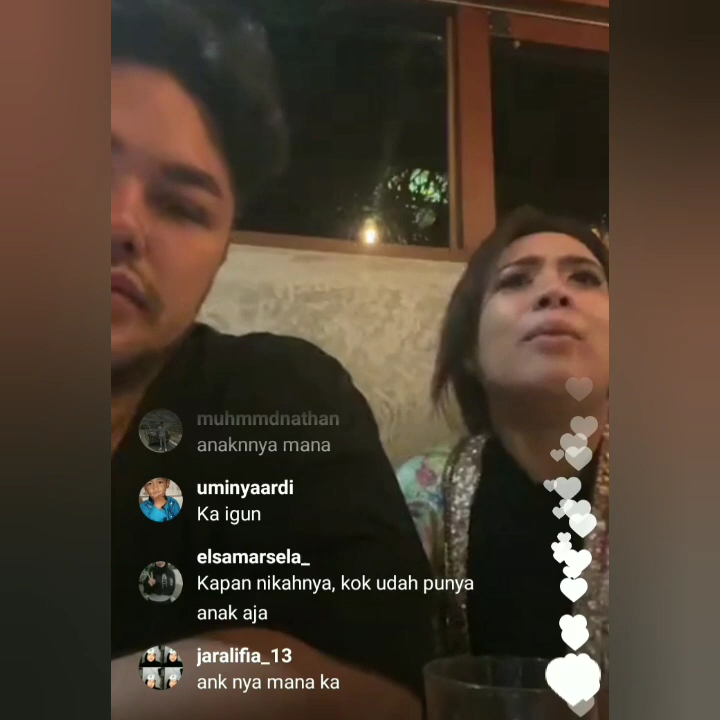 muhmmdnathan
anaknnya mana
uminyaardi
Ka igun
elsamarsela_
Kapan nikahnya, kok udah punya
anak aja
jaralifia_13
ank nya mana ka